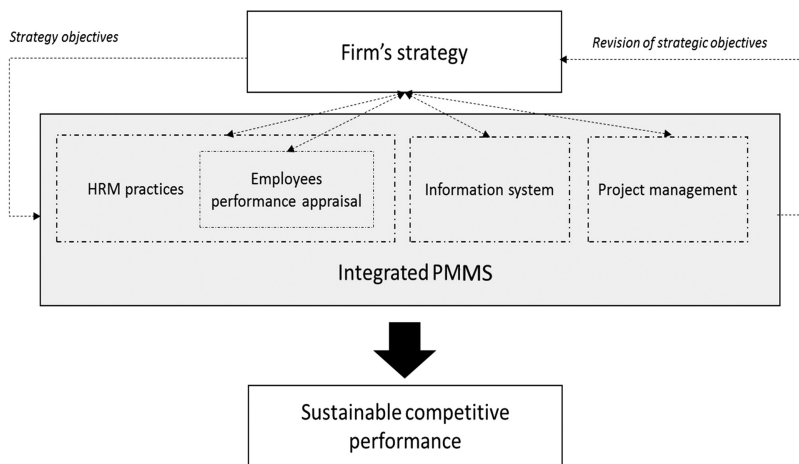 Strategy objectives
Firm's strategy
Revision of strategic objectives
HRM practices
Employees
performance appraisal
Information system
Project management
Integrated PMMS
Sustainable competitive
performance